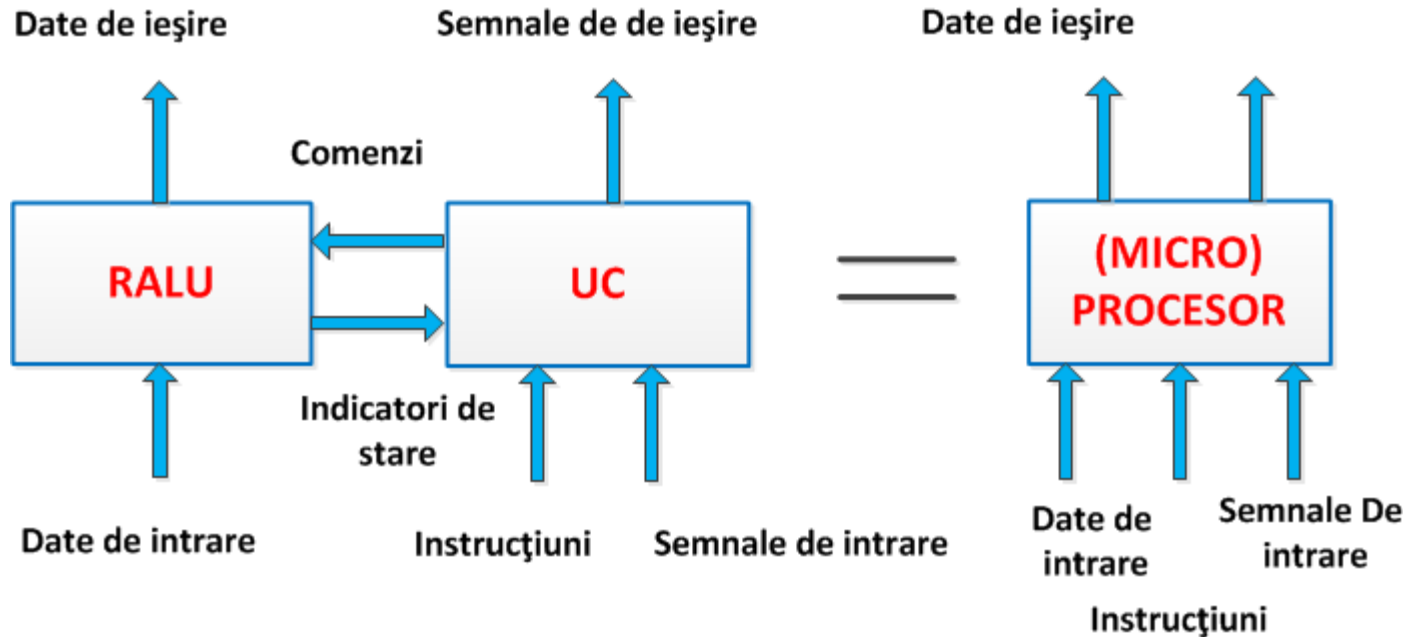 Date de ieşire
Semnale de de ieşire
Date de ieşire
Comenzi
RALU
UC
(MICRO)
PROCESOR
Indicatori de
stare
Date de intrare
Instrucţiuni
Semnale de intrare
Date de
intrare
Semnale De
intrare
Instrucţiuni